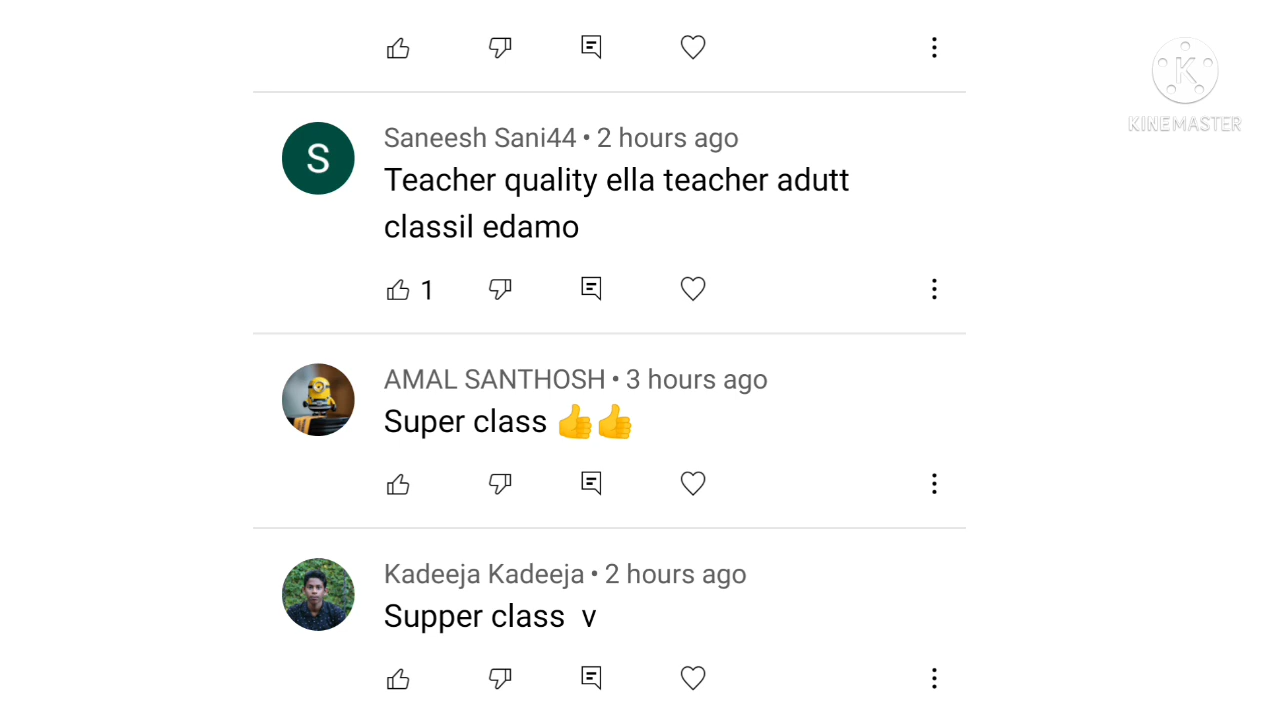 KINEMASTER
Saneesh Sani44 • 2 hours ago
Teacher quality ella teacher adutt
classil edamo
1
AMAL SANTHOSH • 3 hours ago
Super class 👍👍
Kadeeja Kadeeja • 2 hours ago
Supper class v